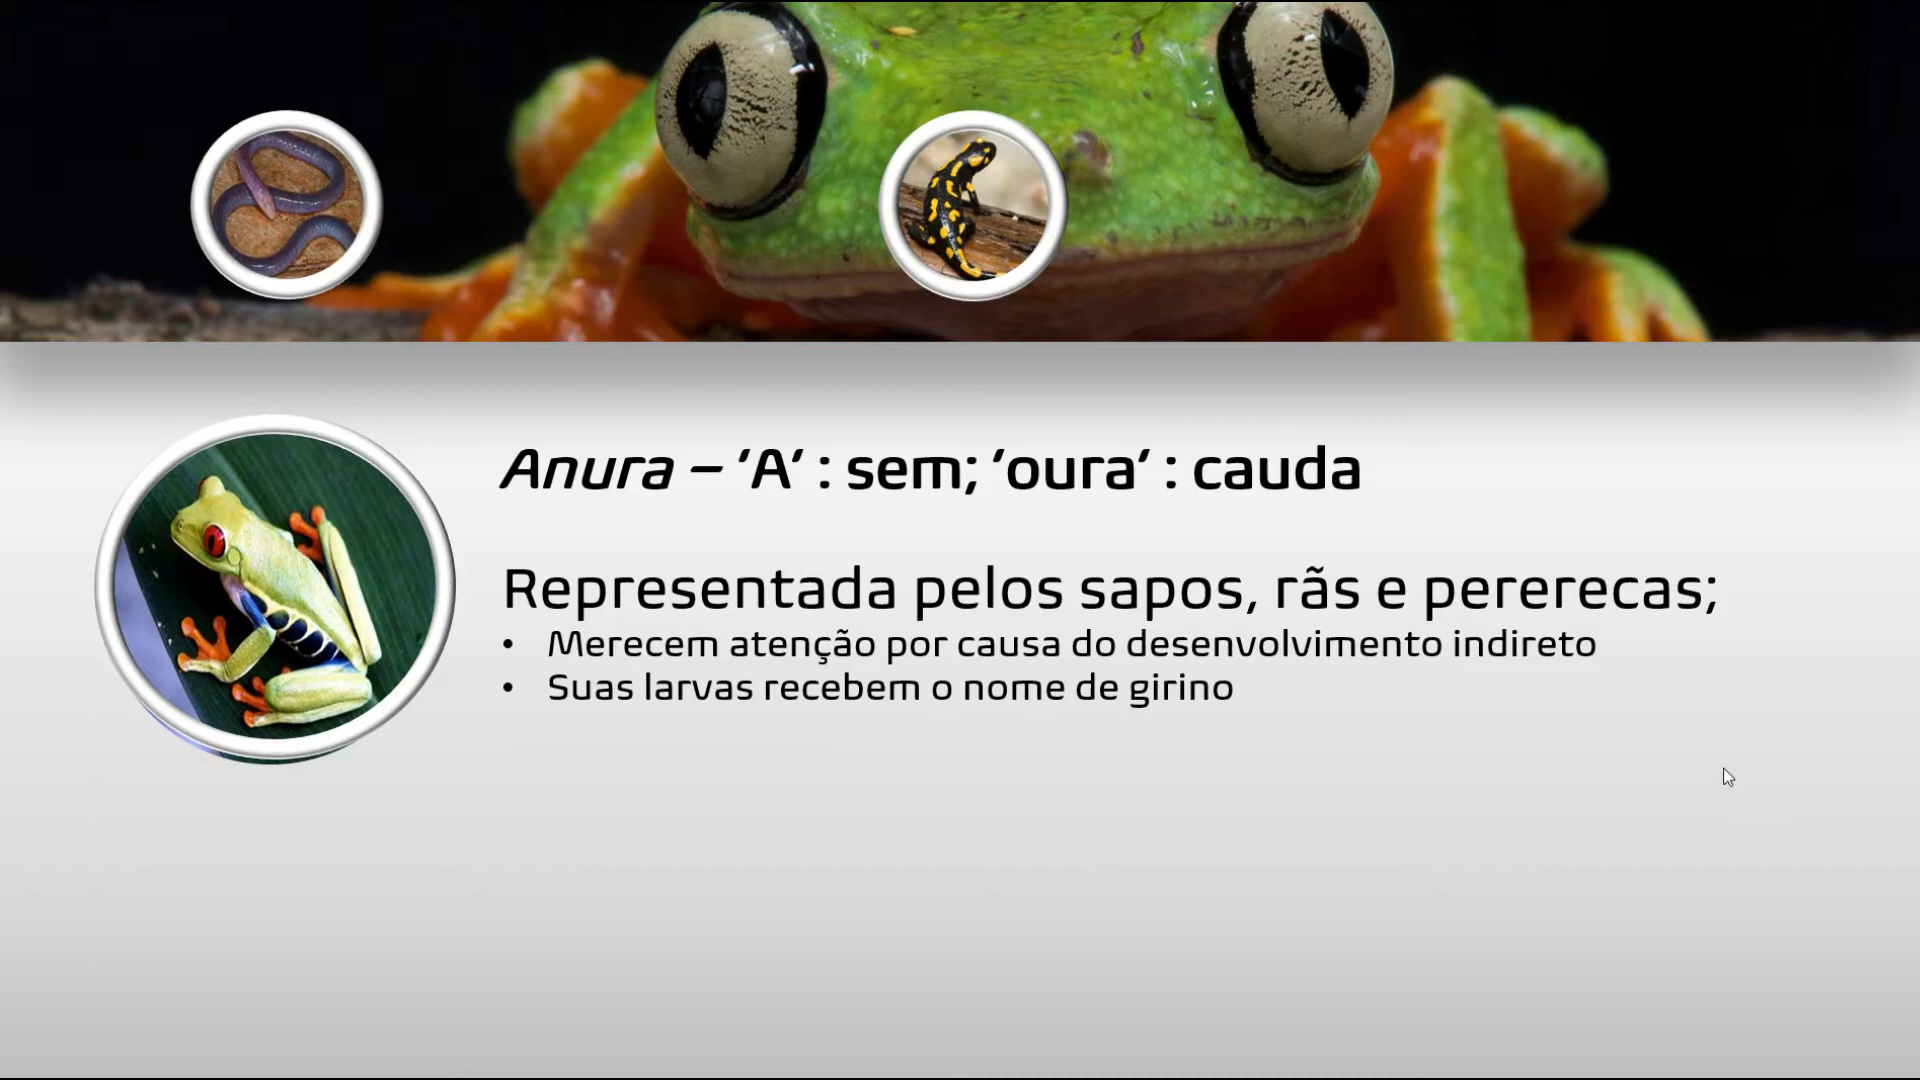 Anura – ’A’ : sem; ’oura’ : cauda
Representada pelos sapos, rãs e pererecas;
• Merecem atenção por causa do desenvolvimento indireto
• Suas larvas recebem o nome de girino